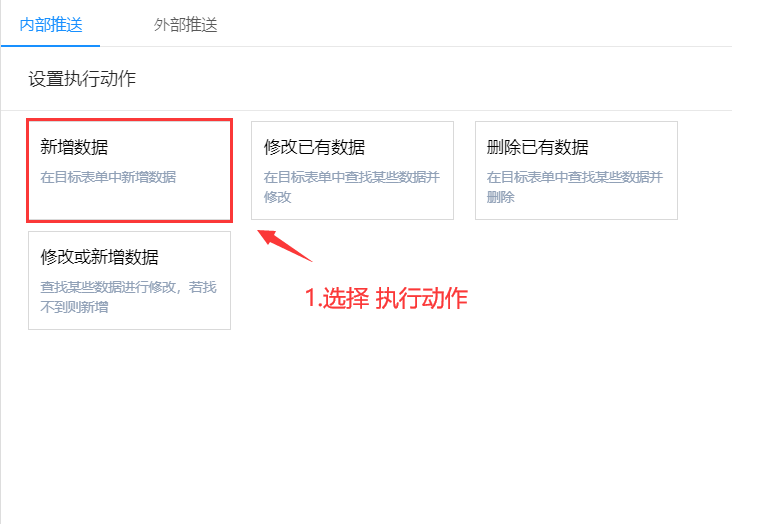 内部推送 外部推送
设置执行动作
新增数据
在目标表单中新增数据
修改已有数据
在目标表单中查找某些数据并
修改
删除已有数据
在目标表单中查找某些数据并
删除
修改或新增数据
查找某些数据进行修改，若找
不到则新增
1.选择 执行动作